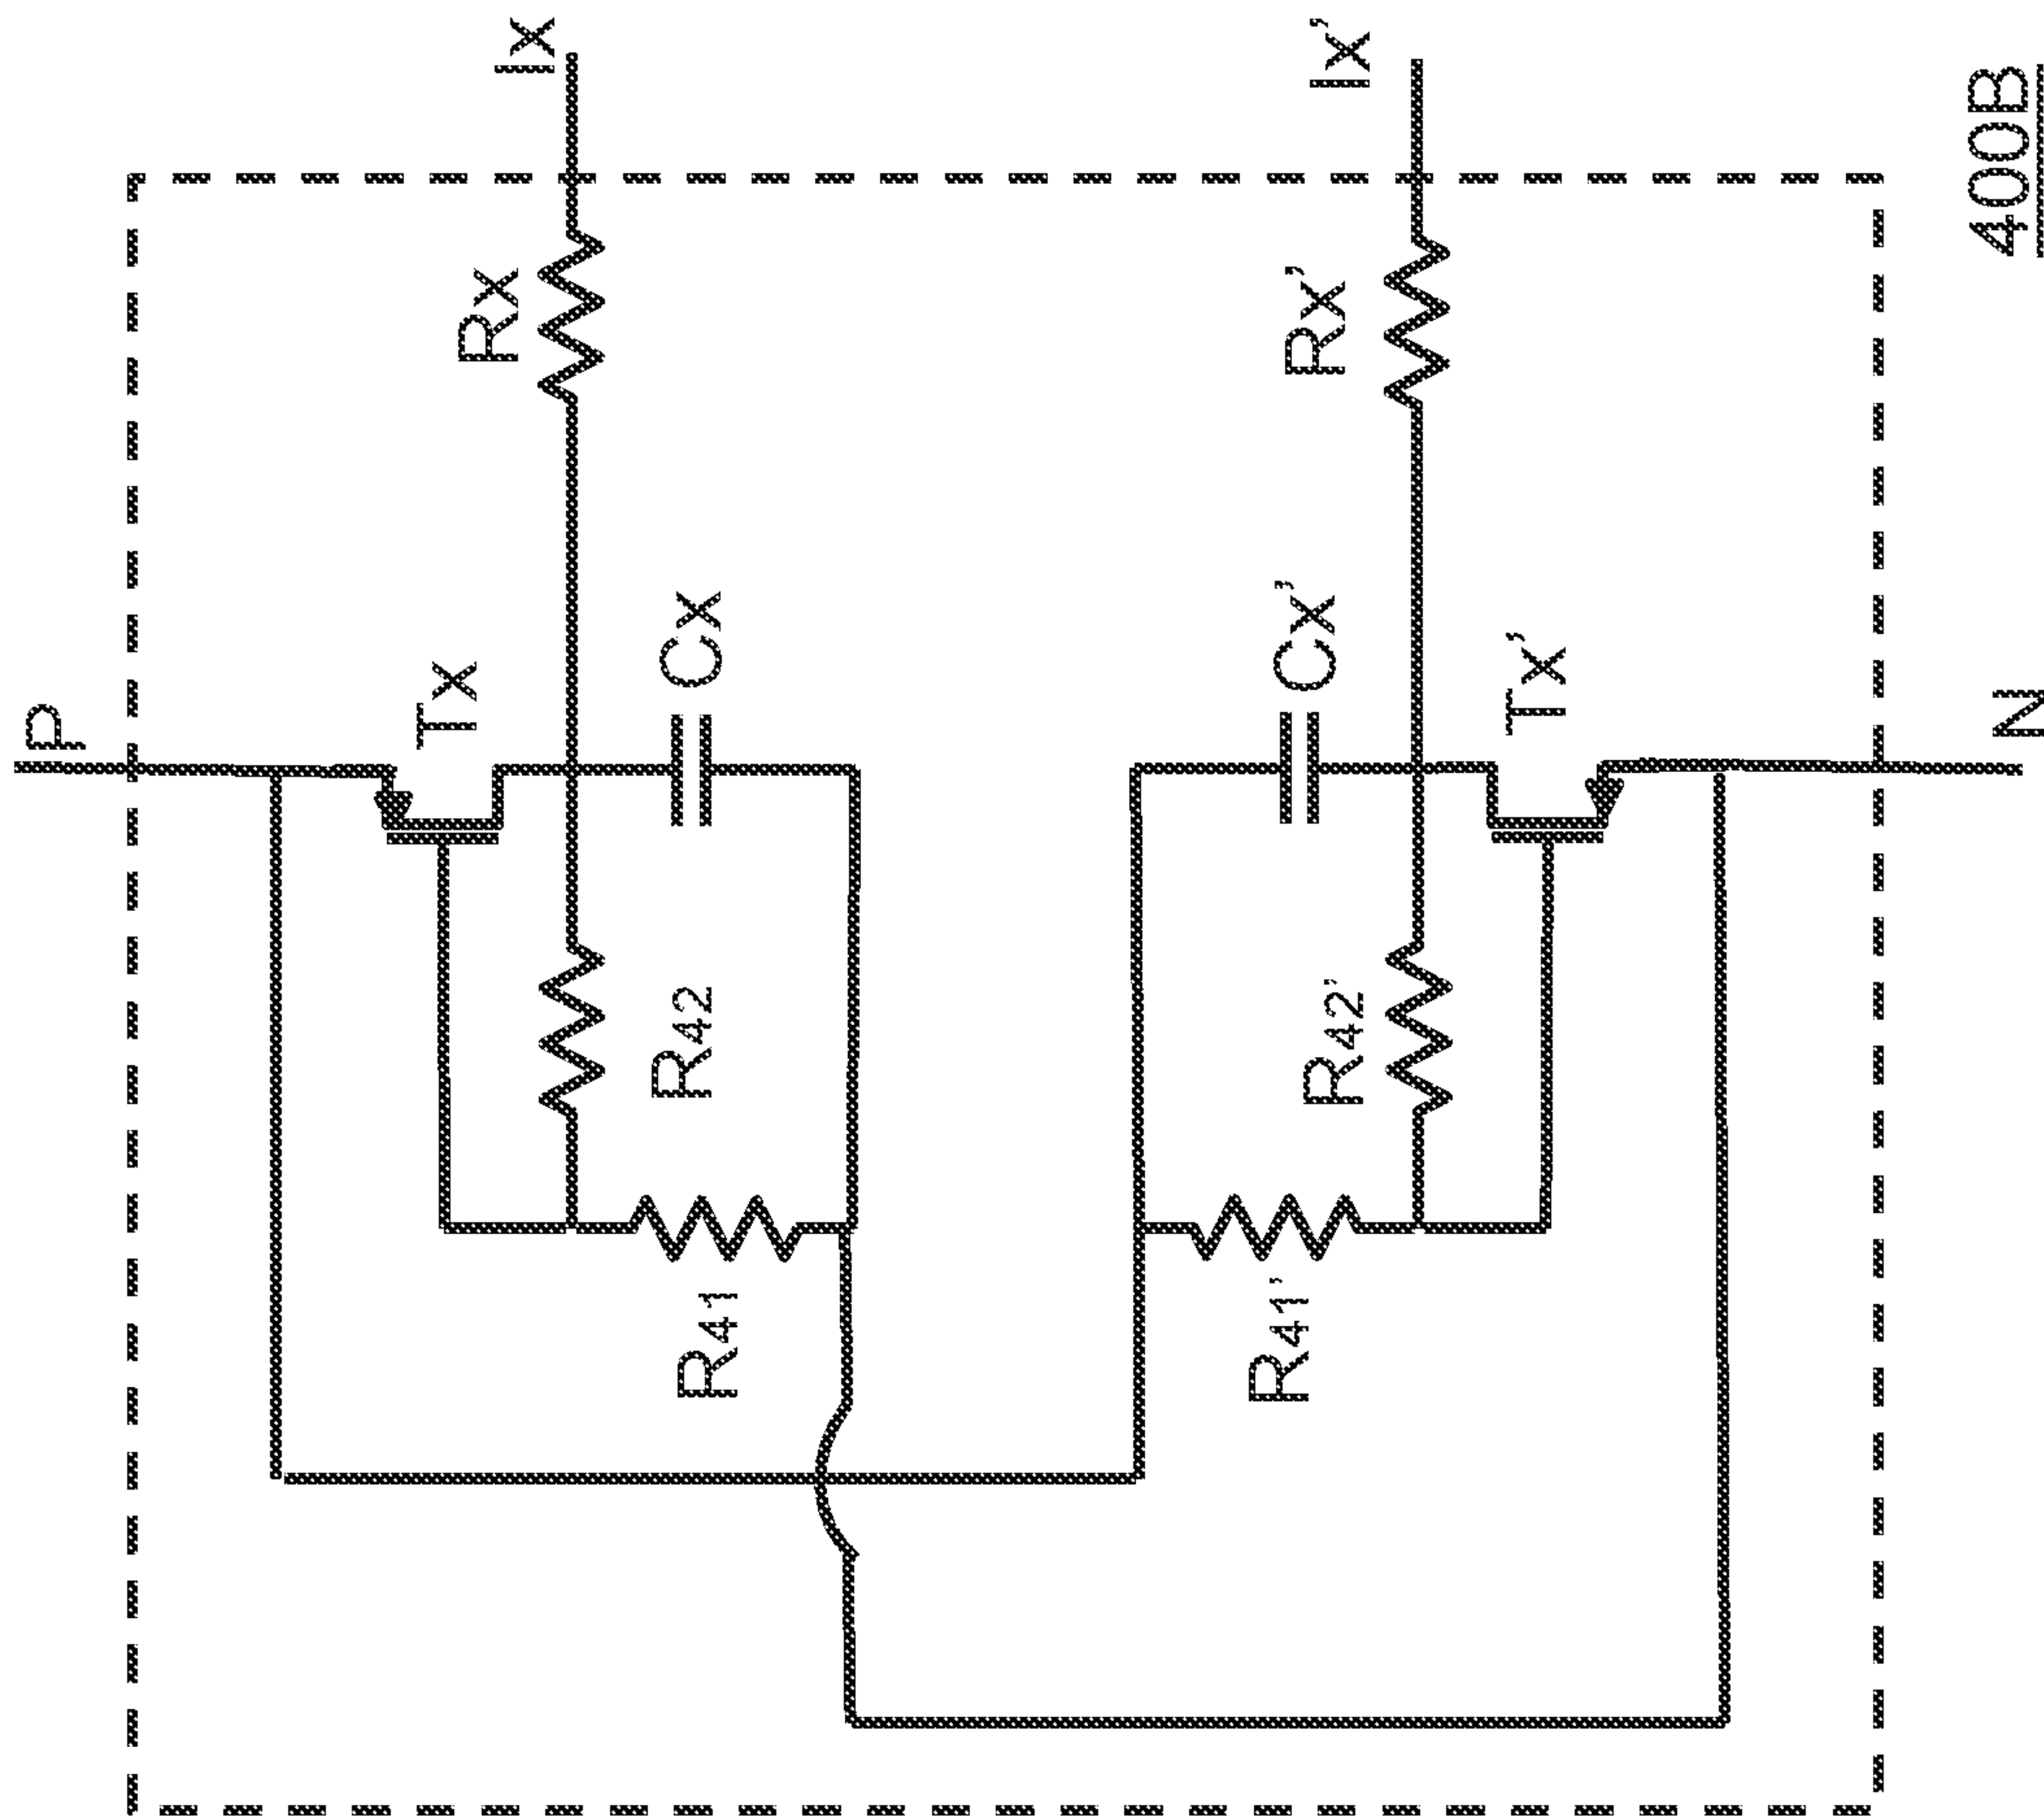 P
Ix
Rx
Tx
Cx
R42
R41
Ix’
Rx’
Cx’
Tx’
R42’
R41’
N
400B